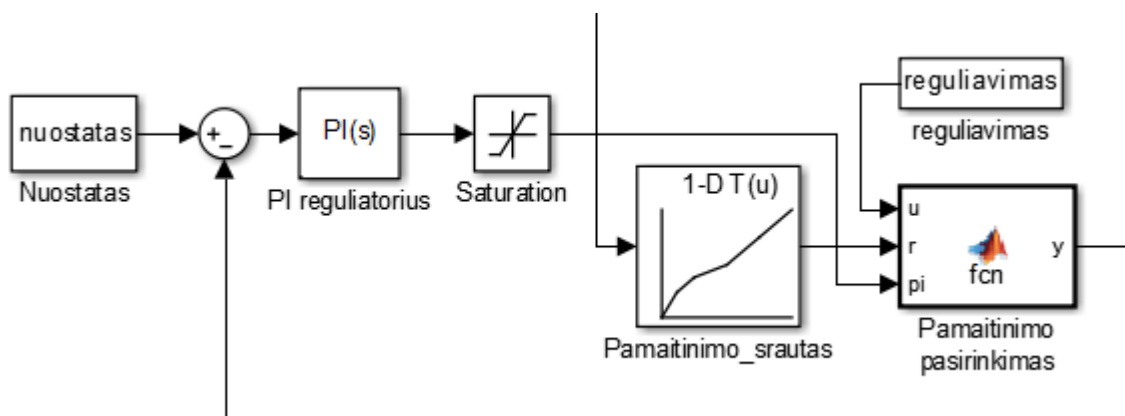 nuostatas
Nuostatas
+
-
PI(s)
PI reguliatorius
Saturation
1-D T(u)
Pamaitinimo_srautas
reguliavimas
reguliavimas
u
r
pi
fcn
y
Pamaitinimo
pasirinkimas